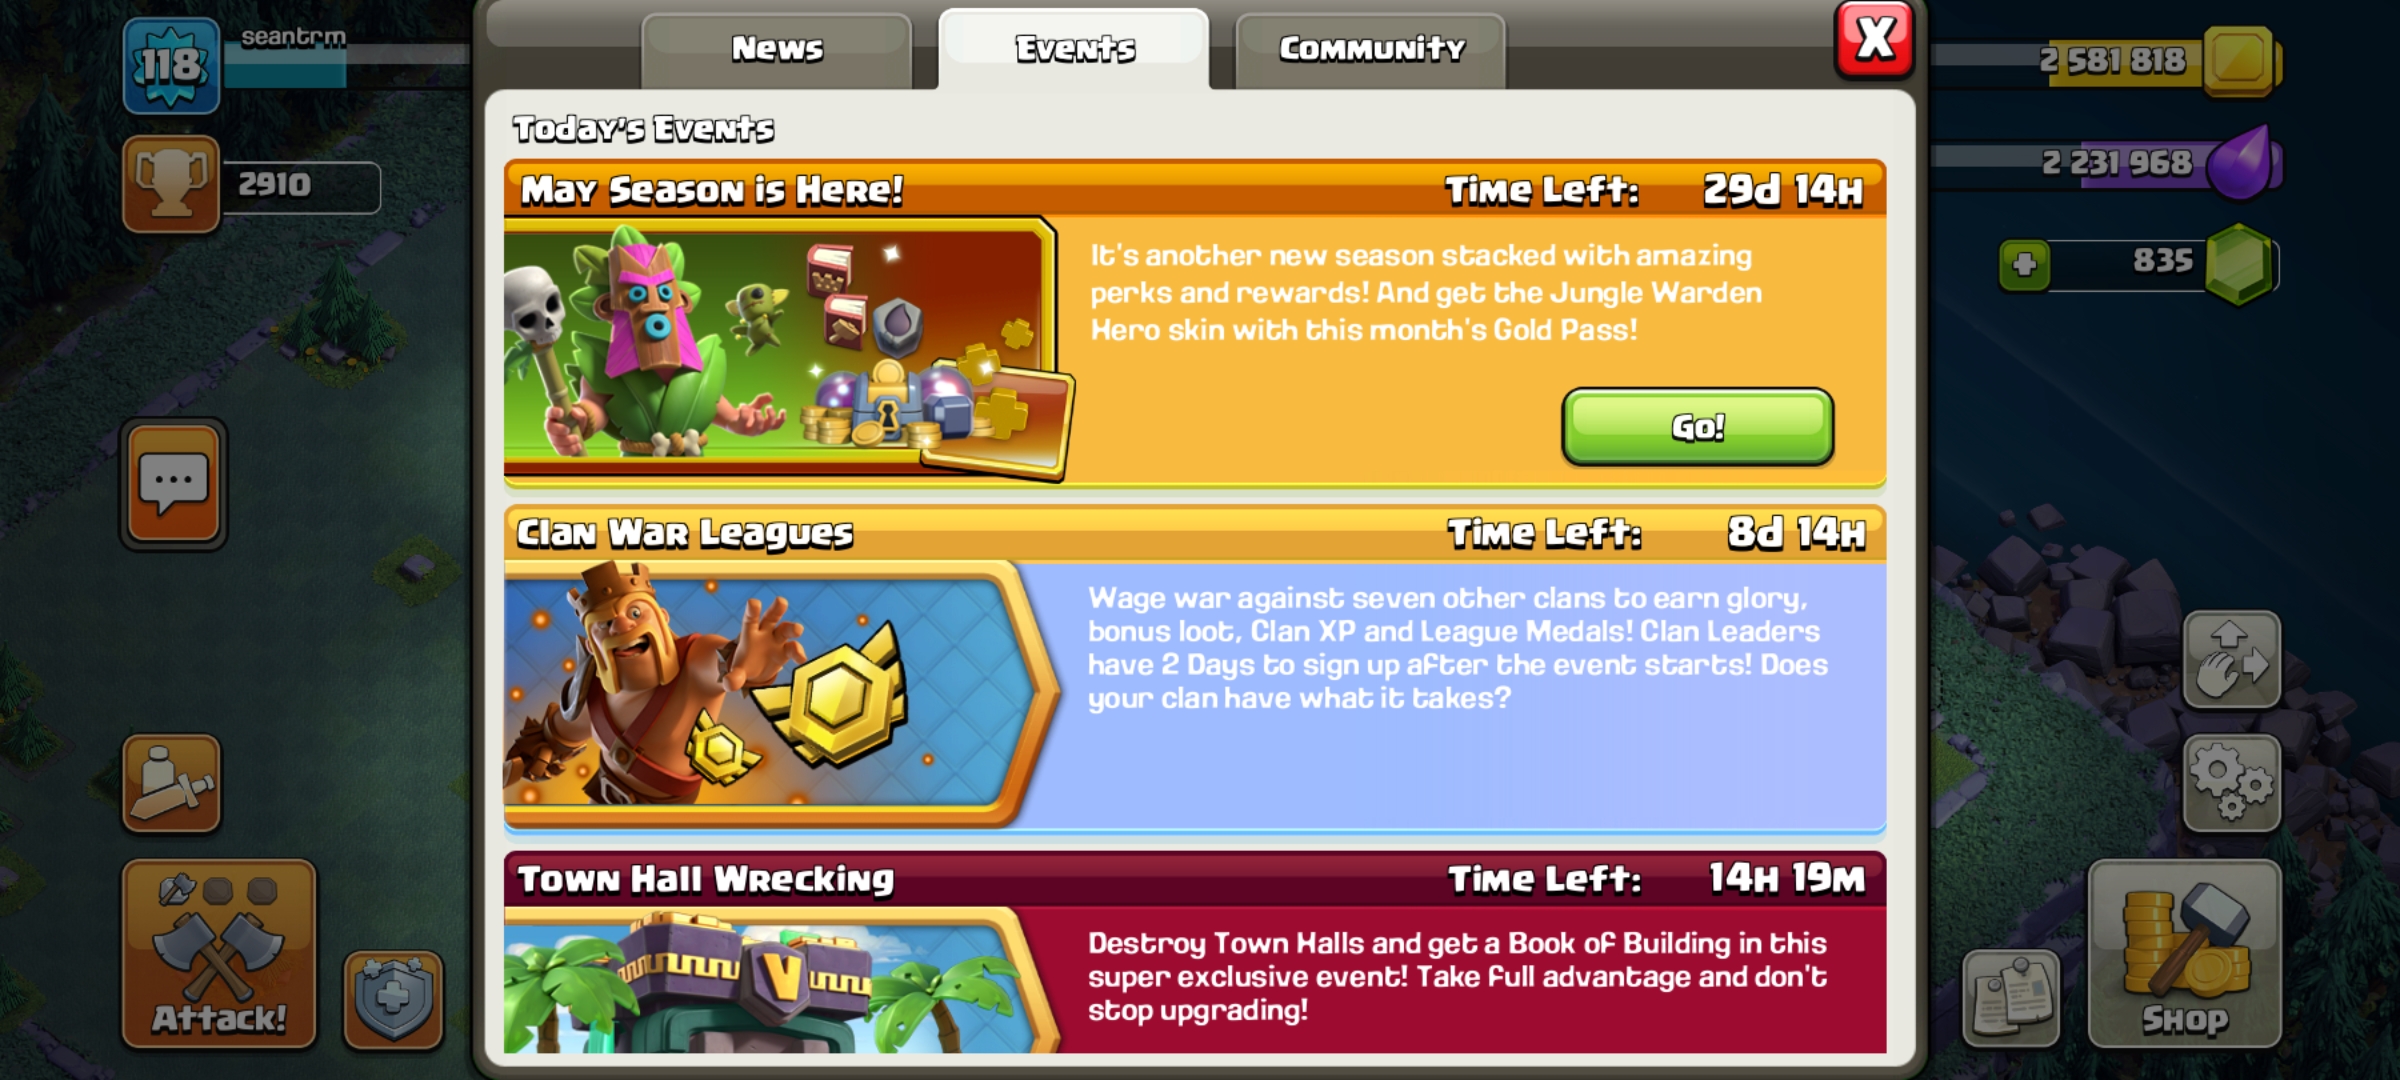 118
seantrm
2910
News
Events
Community
X
2 581 818
2 231 968
835
Today's Events
May Season is Here!
Time Left: 29d 14H
It's another new season stacked with amazing
perks and rewards! And get the Jungle Warden
Hero skin with this month's Gold Pass!
Go!
Clan War Leagues
Time Left: 8d 14H
Wage war against seven other clans to earn glory,
bonus loot, Clan XP and League Medals! Clan Leaders
have 2 Days to sign up after the event starts! Does
your clan have what it takes?
Town Hall Wrecking
Time Left: 14H 19M
Destroy Town Halls and get a Book of Building in this
super exclusive event! Take full advantage and don't
stop upgrading!
Attack!
Shop